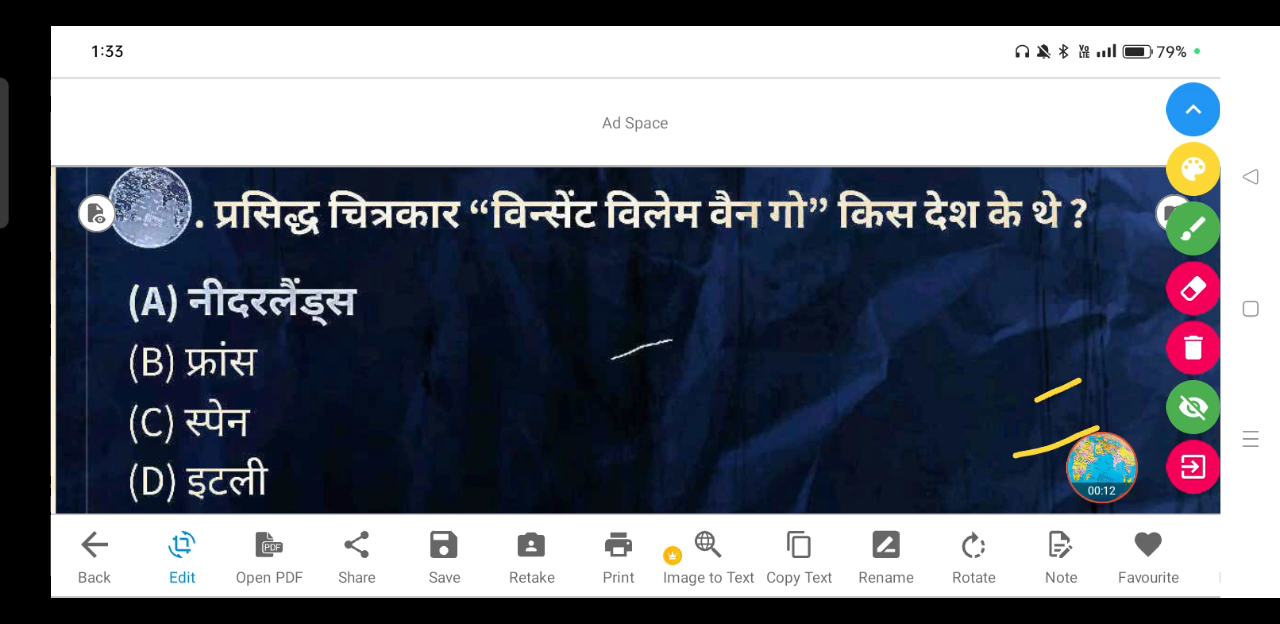 1:33
79%
Ad Space
. प्रसिद्ध चित्रकार “विन्सेंट विलेम वैन गो” किस देश के थे ?
(A) नीदरलैंड्स
(B) फ्रांस
(C) स्पेन
(D) इटली
00:12
Back Edit Open PDF Share Save Retake Print Image to Text Copy Text Rename Rotate Note Favourite